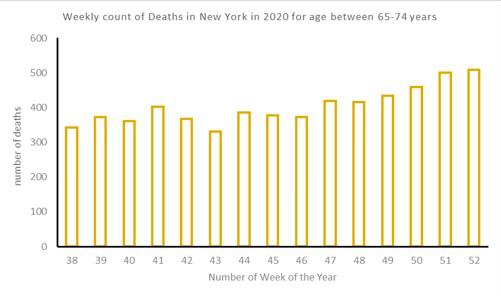 Weekly count of Deaths in New York in 2020 for age between 65-74 years
600
500
400
300
200
100
0
number of deaths
38 39 40 41 42 43 44 45 46 47 48 49 50 51 52
Number of Week of the Year